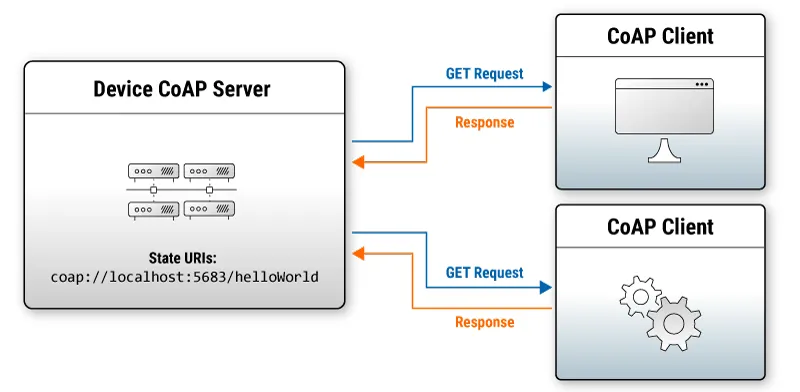 Device CoAP Server
State URIs:
coap://localhost:5683/helloWorld
GET Request
Response
GET Request
Response
CoAP Client
CoAP Client